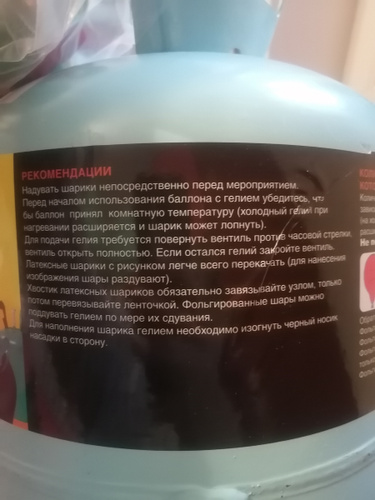 РЕКОМЕНДАЦИИ
Надувать шарики непосредственно перед мероприятием.
Перед началом использования баллона с гелием убедитесь, что
бы баллон принял комнатную температуру (холодный гелий при
нагревании расширяется и шарик может лопнуть).
Для подачи гелия требуется повернуть вентиль против часовой стрелки,
вентиль открыть полностью. Если остался гелий закройте вентиль.
Латексные шарики с рисунком легче всего перекачать (для нанесения
изображения шары раздувают).
Хвостик латексных шариков обязательно завязывайте узлом, только
потом перевязывайте ленточкой. Фольгированные шары можно
поддувать гелием по мере их сдувания.
Для наполнения шарика гелием необходимо изогнуть черный носик
насадки в сторону.